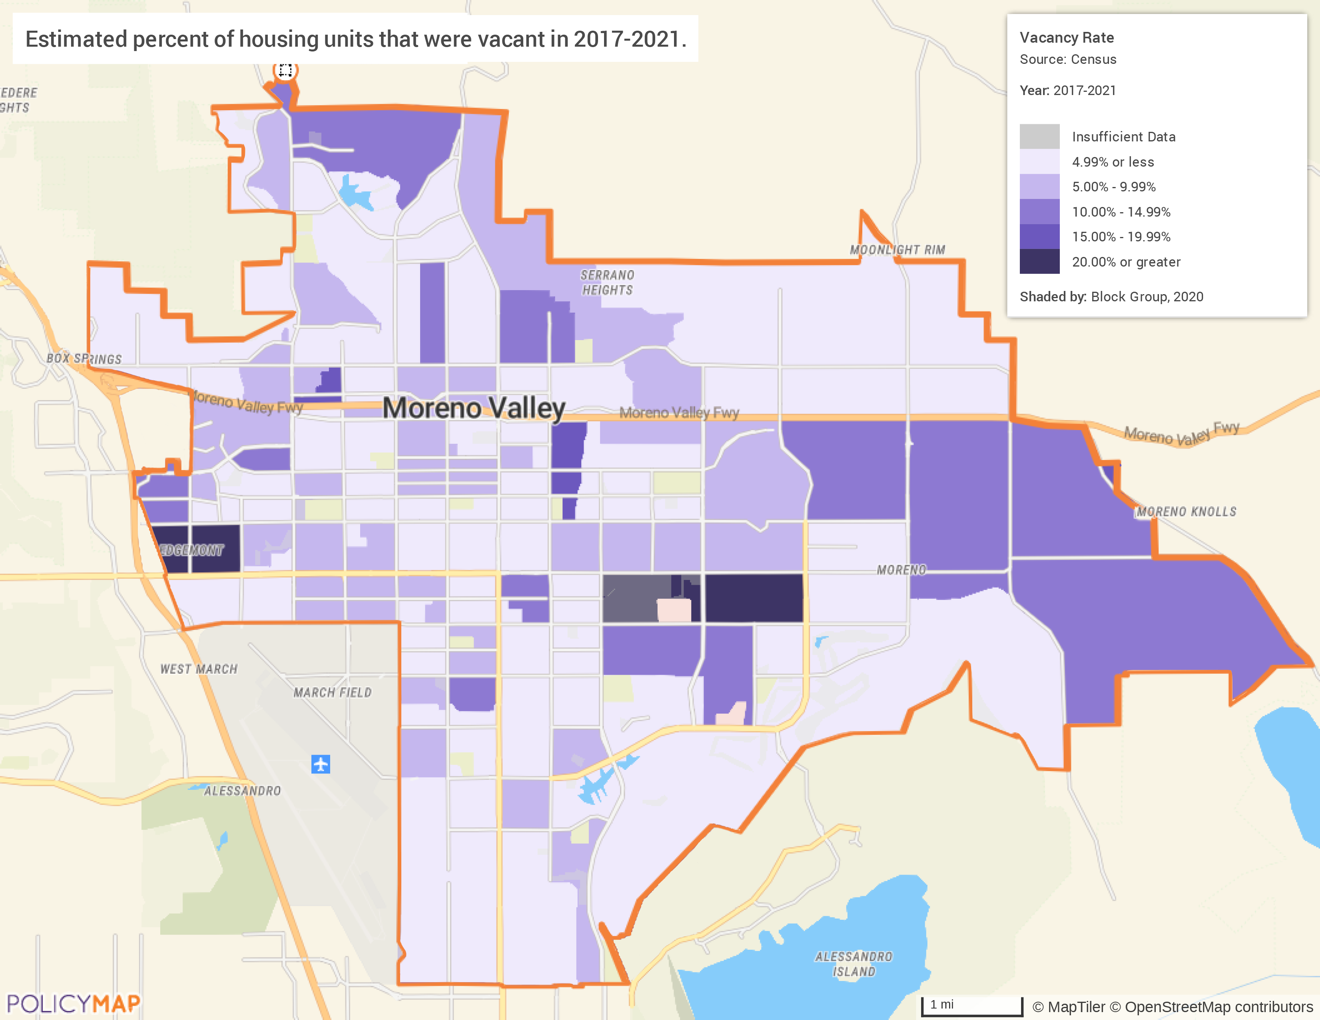 Estimated percent of housing units that were vacant in 2017-2021.
Vacancy Rate
Source: Census
Year: 2017-2021
Insufficient Data
4.99% or less
5.00% - 9.99%
10.00% - 14.99%
15.00% - 19.99%
20.00% or greater
Shaded by: Block Group, 2020
EDERE
GHTS
MOONLIGHT RIM
SERRANO
HEIGHTS
BOX SPRINGS
Moreno Valley Fwy
Moreno Valley
Moreno Valley Fwy
Moreno Valley Fwy
MORENO KNOLLS
EDGEMONT
MORENO
WEST MARCH
MARCH FIELD
ALESSANDRO
ALESSANDRO
ISLAND
POLICYMAP
1 mi
© MapTiler © OpenStreetMap contributors